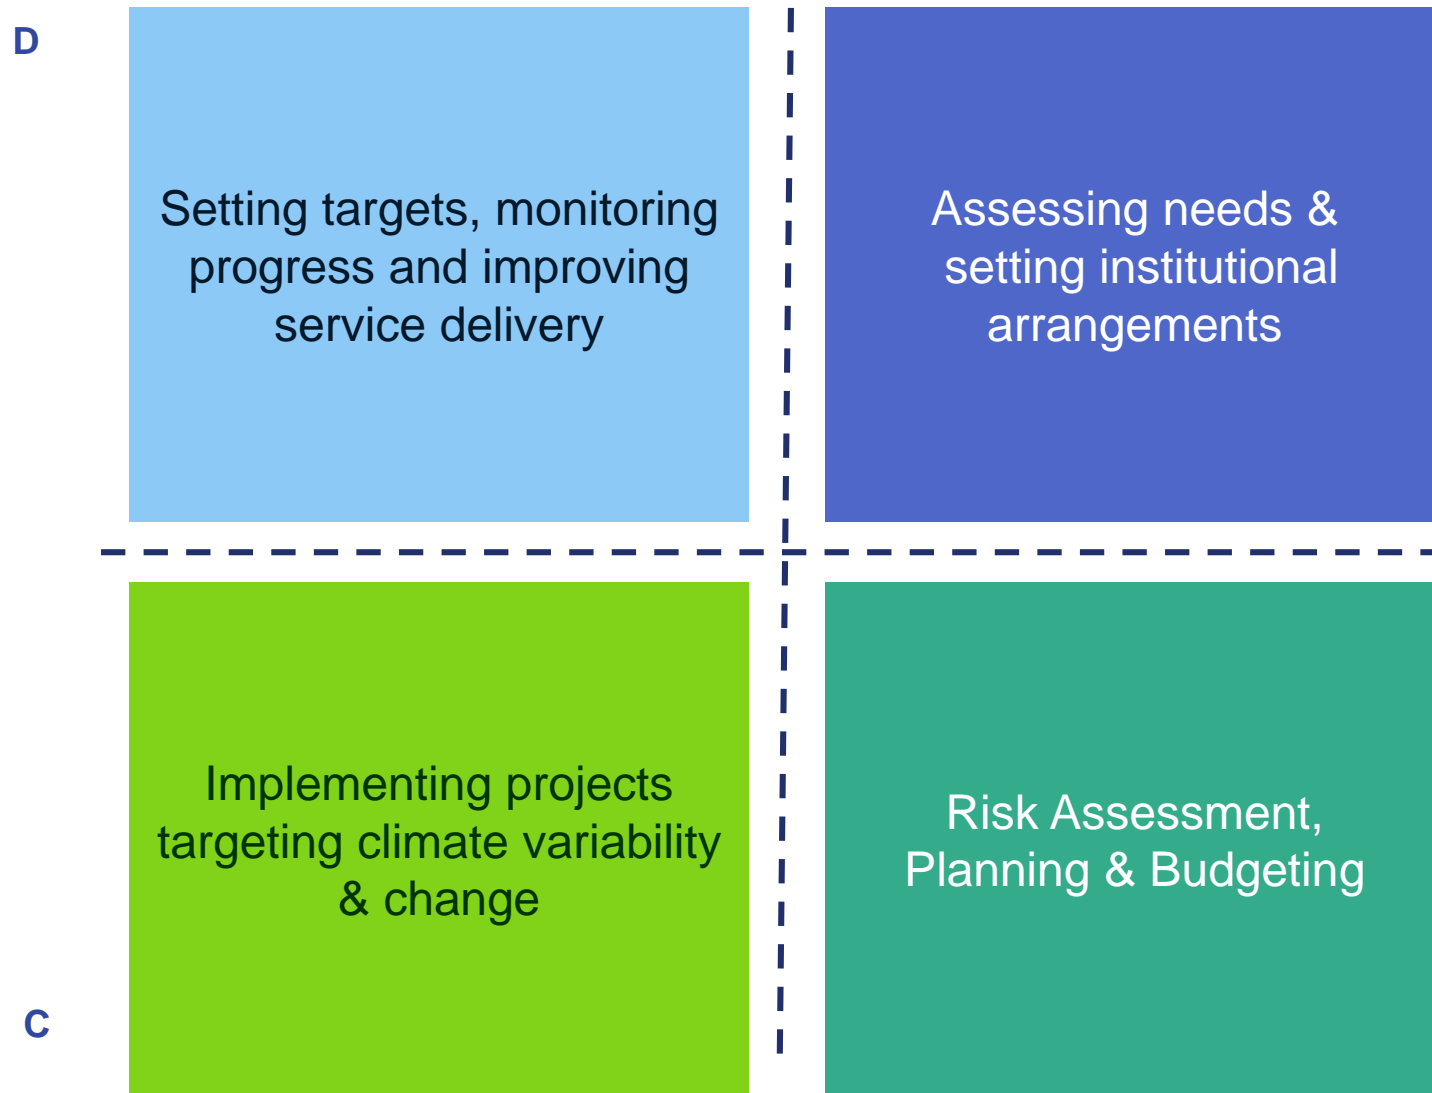 D
Setting targets, monitoring
progress and improving
service delivery
Assessing needs &
setting institutional
arrangements
Implementing projects
targeting climate variability
& change
Risk Assessment,
Planning & Budgeting
C